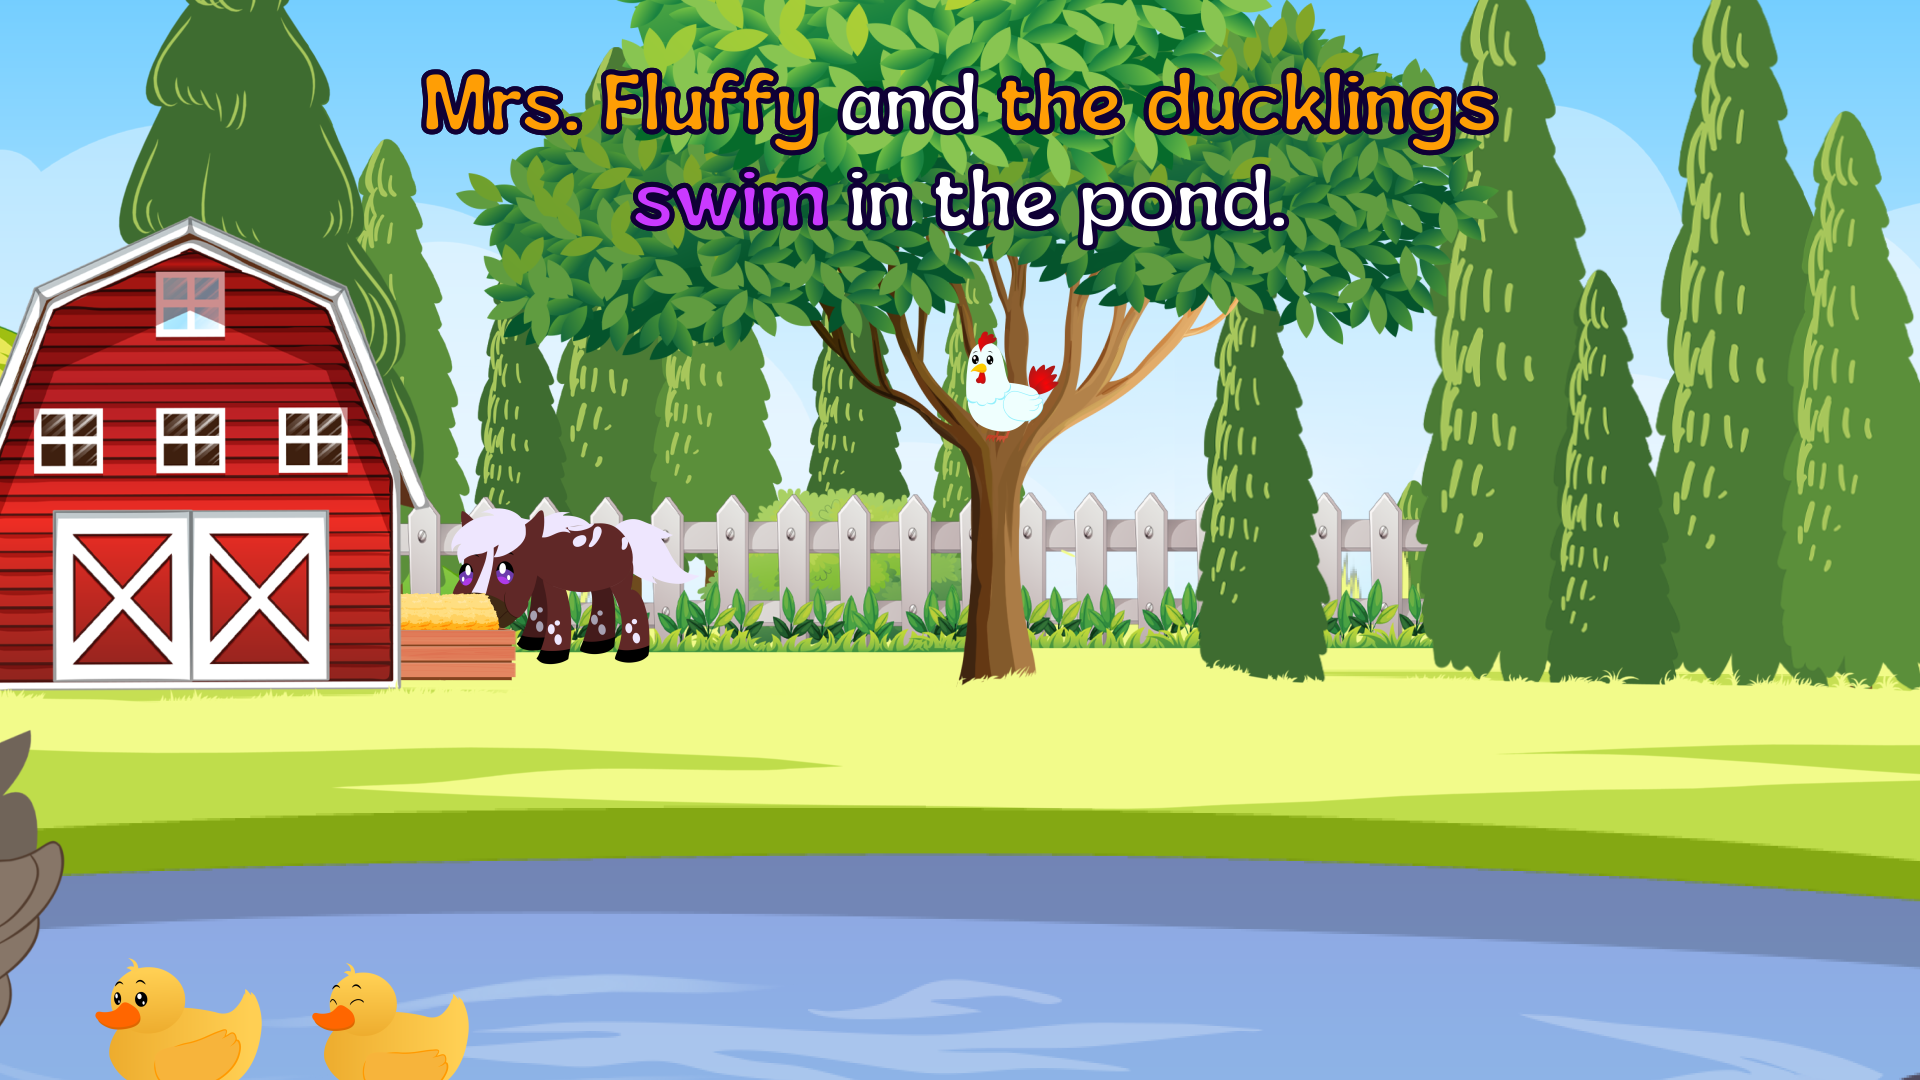 Mrs. Fluffy and the ducklings
swim in the pond.